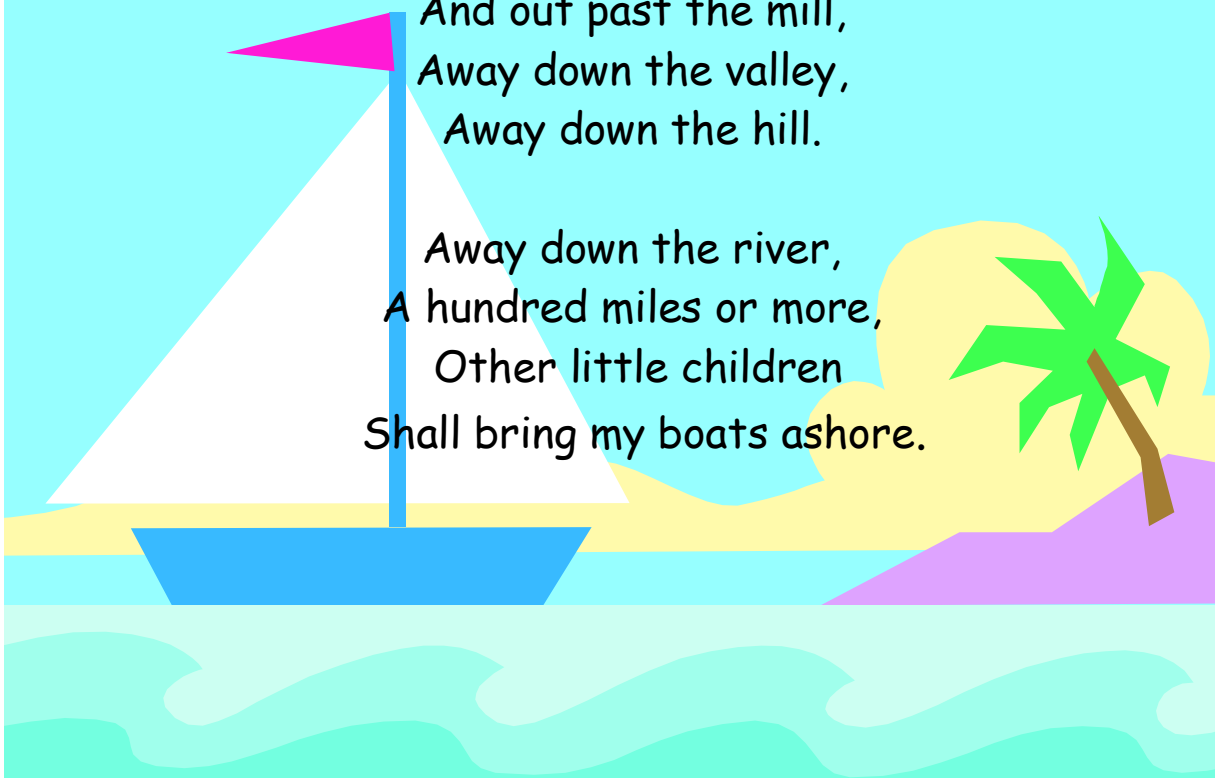 And out past the mill,
Away down the valley,
Away down the hill.
Away down the river,
A hundred miles or more,
Other little children
Shall bring my boats ashore.